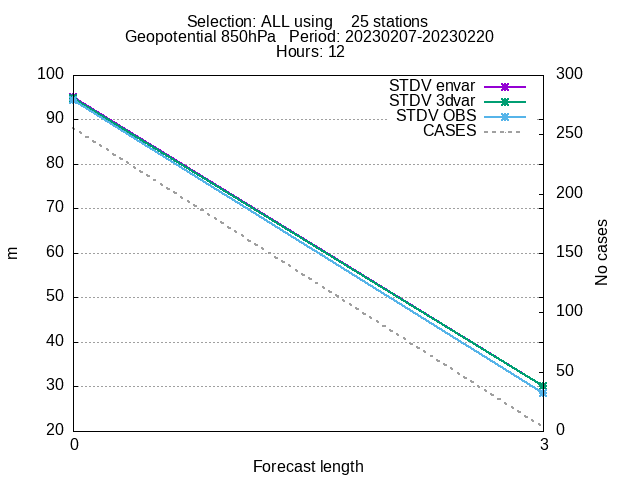 Selection: ALL using    25 stations
Geopotential 850hPa   Period: 20230207-20230220
Hours: 12
100
90
80
70
60
50
40
30
20
m
300
250
200
150
100
50
0
No cases
STDV envar
STDV 3dvar
STDV OBS
CASES
0
3
Forecast length